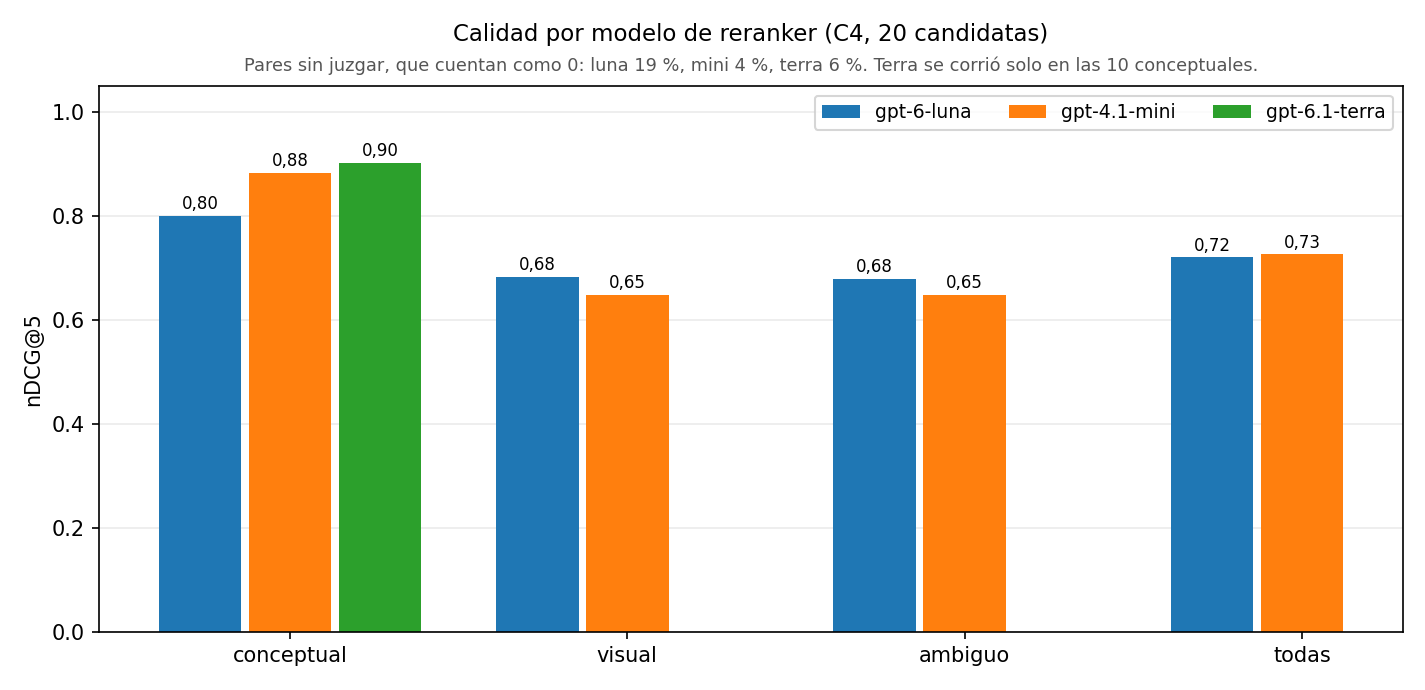 Calidad por modelo de reranker (C4, 20 candidatas)
Pares sin juzgar, que cuentan como 0: luna 19 %, mini 4 %, terra 6 %. Terra se corrió solo en las 10 conceptuales.
gpt-6-luna gpt-4.1-mini gpt-6.1-terra
nDCG@5
1.0
0.8
0.6
0.4
0.2
0.0
0,80 0,88 0,90
0,68 0,65
0,68 0,65
0,72 0,73
conceptual visual ambiguo todas